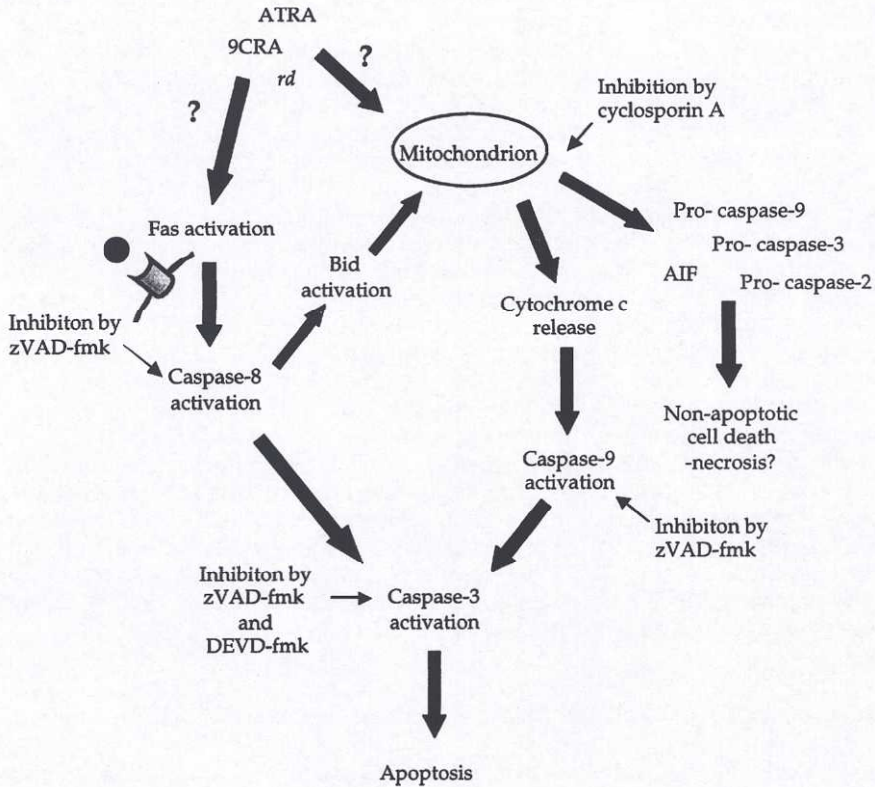 ATRA
9CRA
rd
?
?
Inhibition by
cyclosporin A
Mitochondrion
Pro- caspase-9
Pro- caspase-3
AIF
Pro- caspase-2
Fas activation
Bid
activation
Cytochrome c
release
Inhibiton by
zVAD-fmk
Caspase-8
activation
Non-apoptotic
cell death
-necrosis?
Caspase-9
activation
Inhibiton by
zVAD-fmk
Inhibiton by
zVAD-fmk
and
DEVD-fmk
Caspase-3
activation
Apoptosis